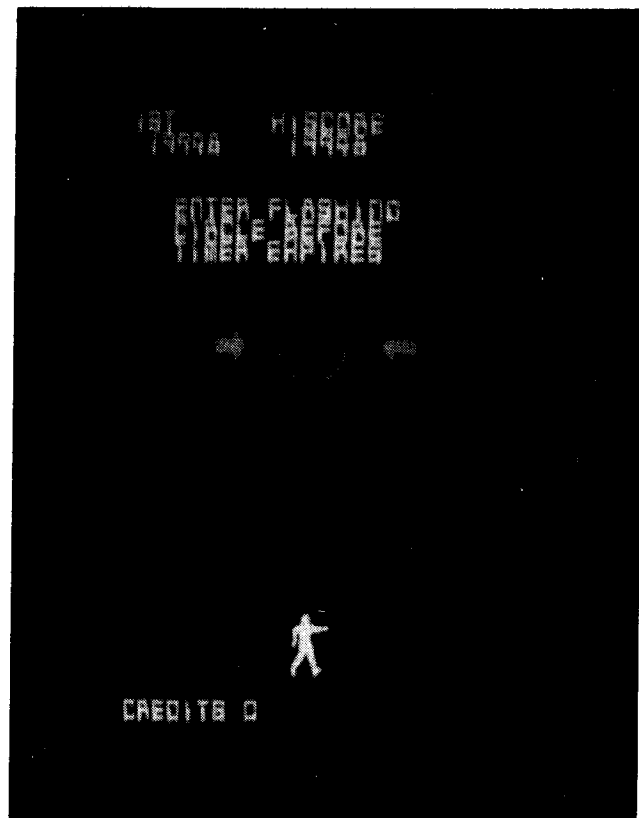 1ST HISCORE
ENTER FLASHING
CIRCLE BEFORE
TIMER EXPIRES
CREDITS 0